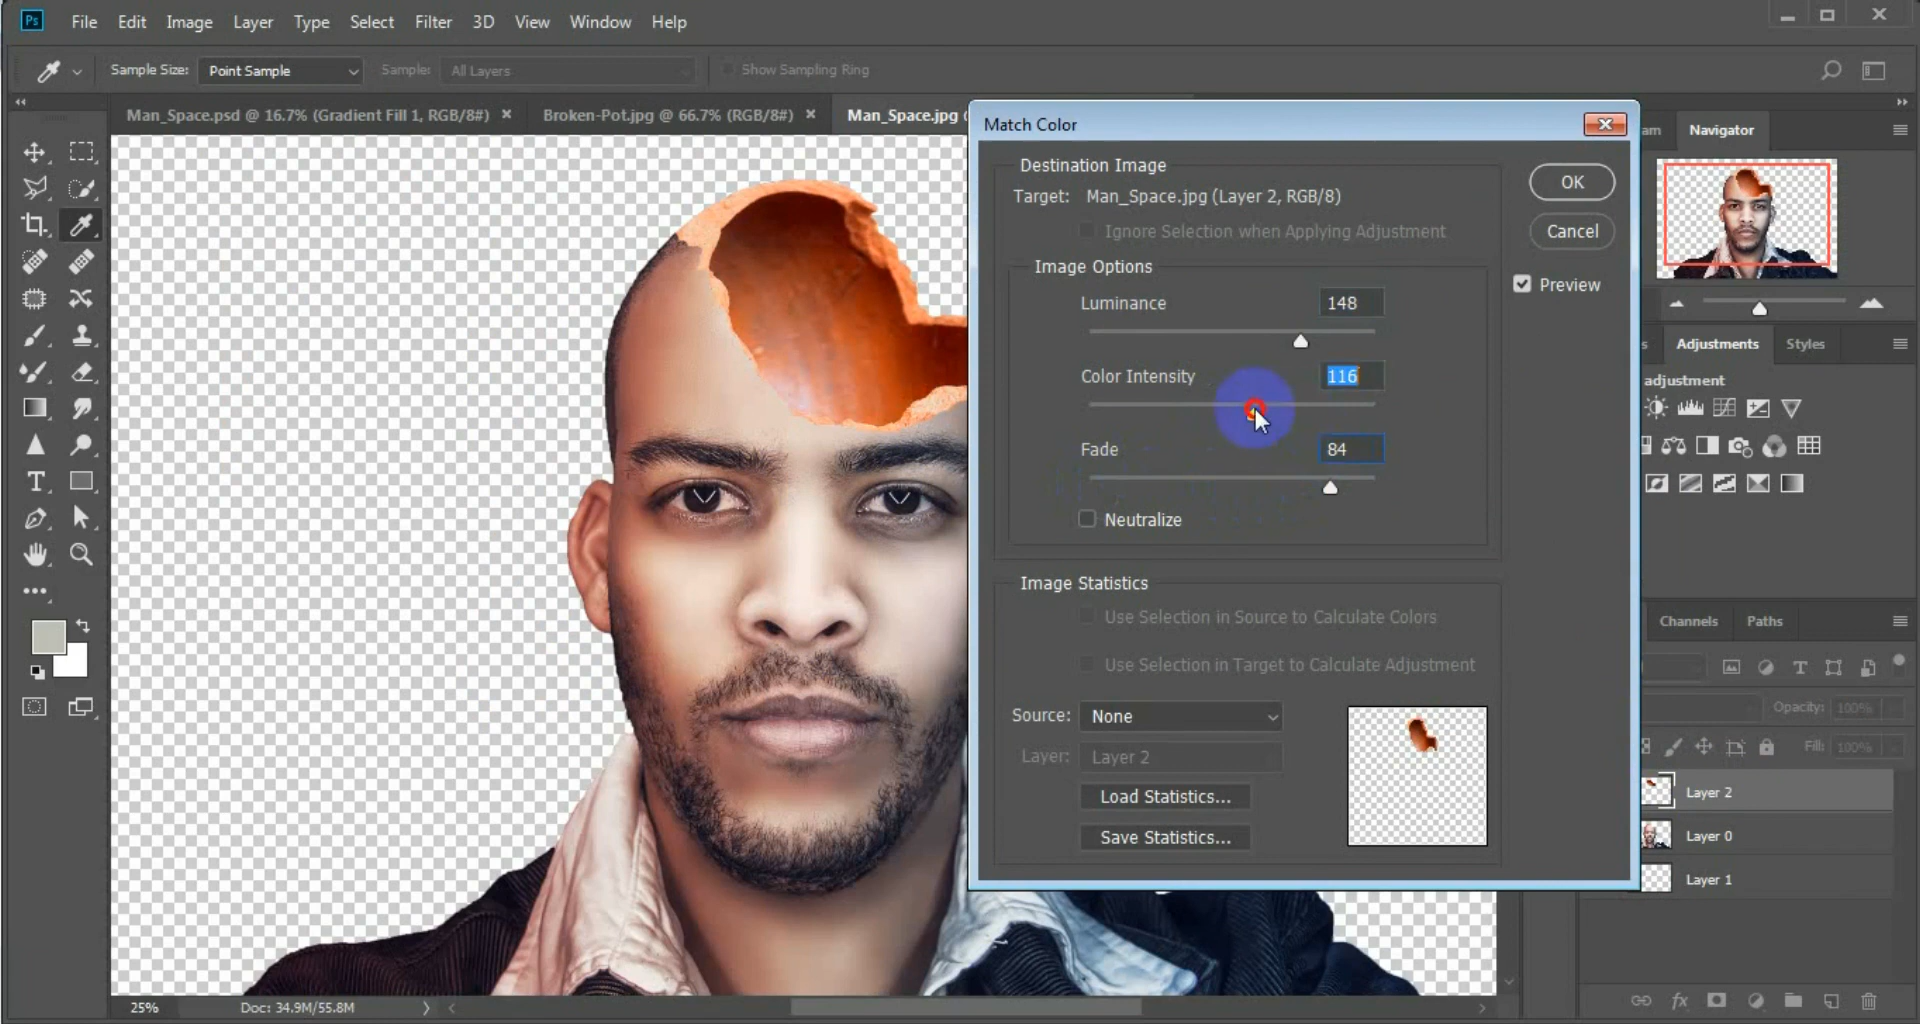 Ps File Edit Image Layer Type Select Filter 3D View Window Help
Sample Size: Point Sample Sample: All Layers Show Sampling Ring
Man_Space.psd @ 16.7% (Gradient Fill 1, RGB/8#) × Broken-Pot.jpg @ 66.7% (RGB/8#) × Man_Space.jpg (
Match Color
Destination Image
Target: Man_Space.jpg (Layer 2, RGB/8)
Ignore Selection when Applying Adjustment
Image Options
Luminance 148
Color Intensity 116
Fade 84
Neutralize
Image Statistics
Use Selection in Source to Calculate Colors
Use Selection in Target to Calculate Adjustment
Source: None
Layer: Layer 2
Load Statistics...
Save Statistics...
OK
Cancel
Preview
am Navigator
s Adjustments Styles
adjustment
Channels Paths
Opacity: 100%
Fill: 100%
Layer 2
Layer 0
Layer 1
fx
25% Doc: 34.9M/55.8M